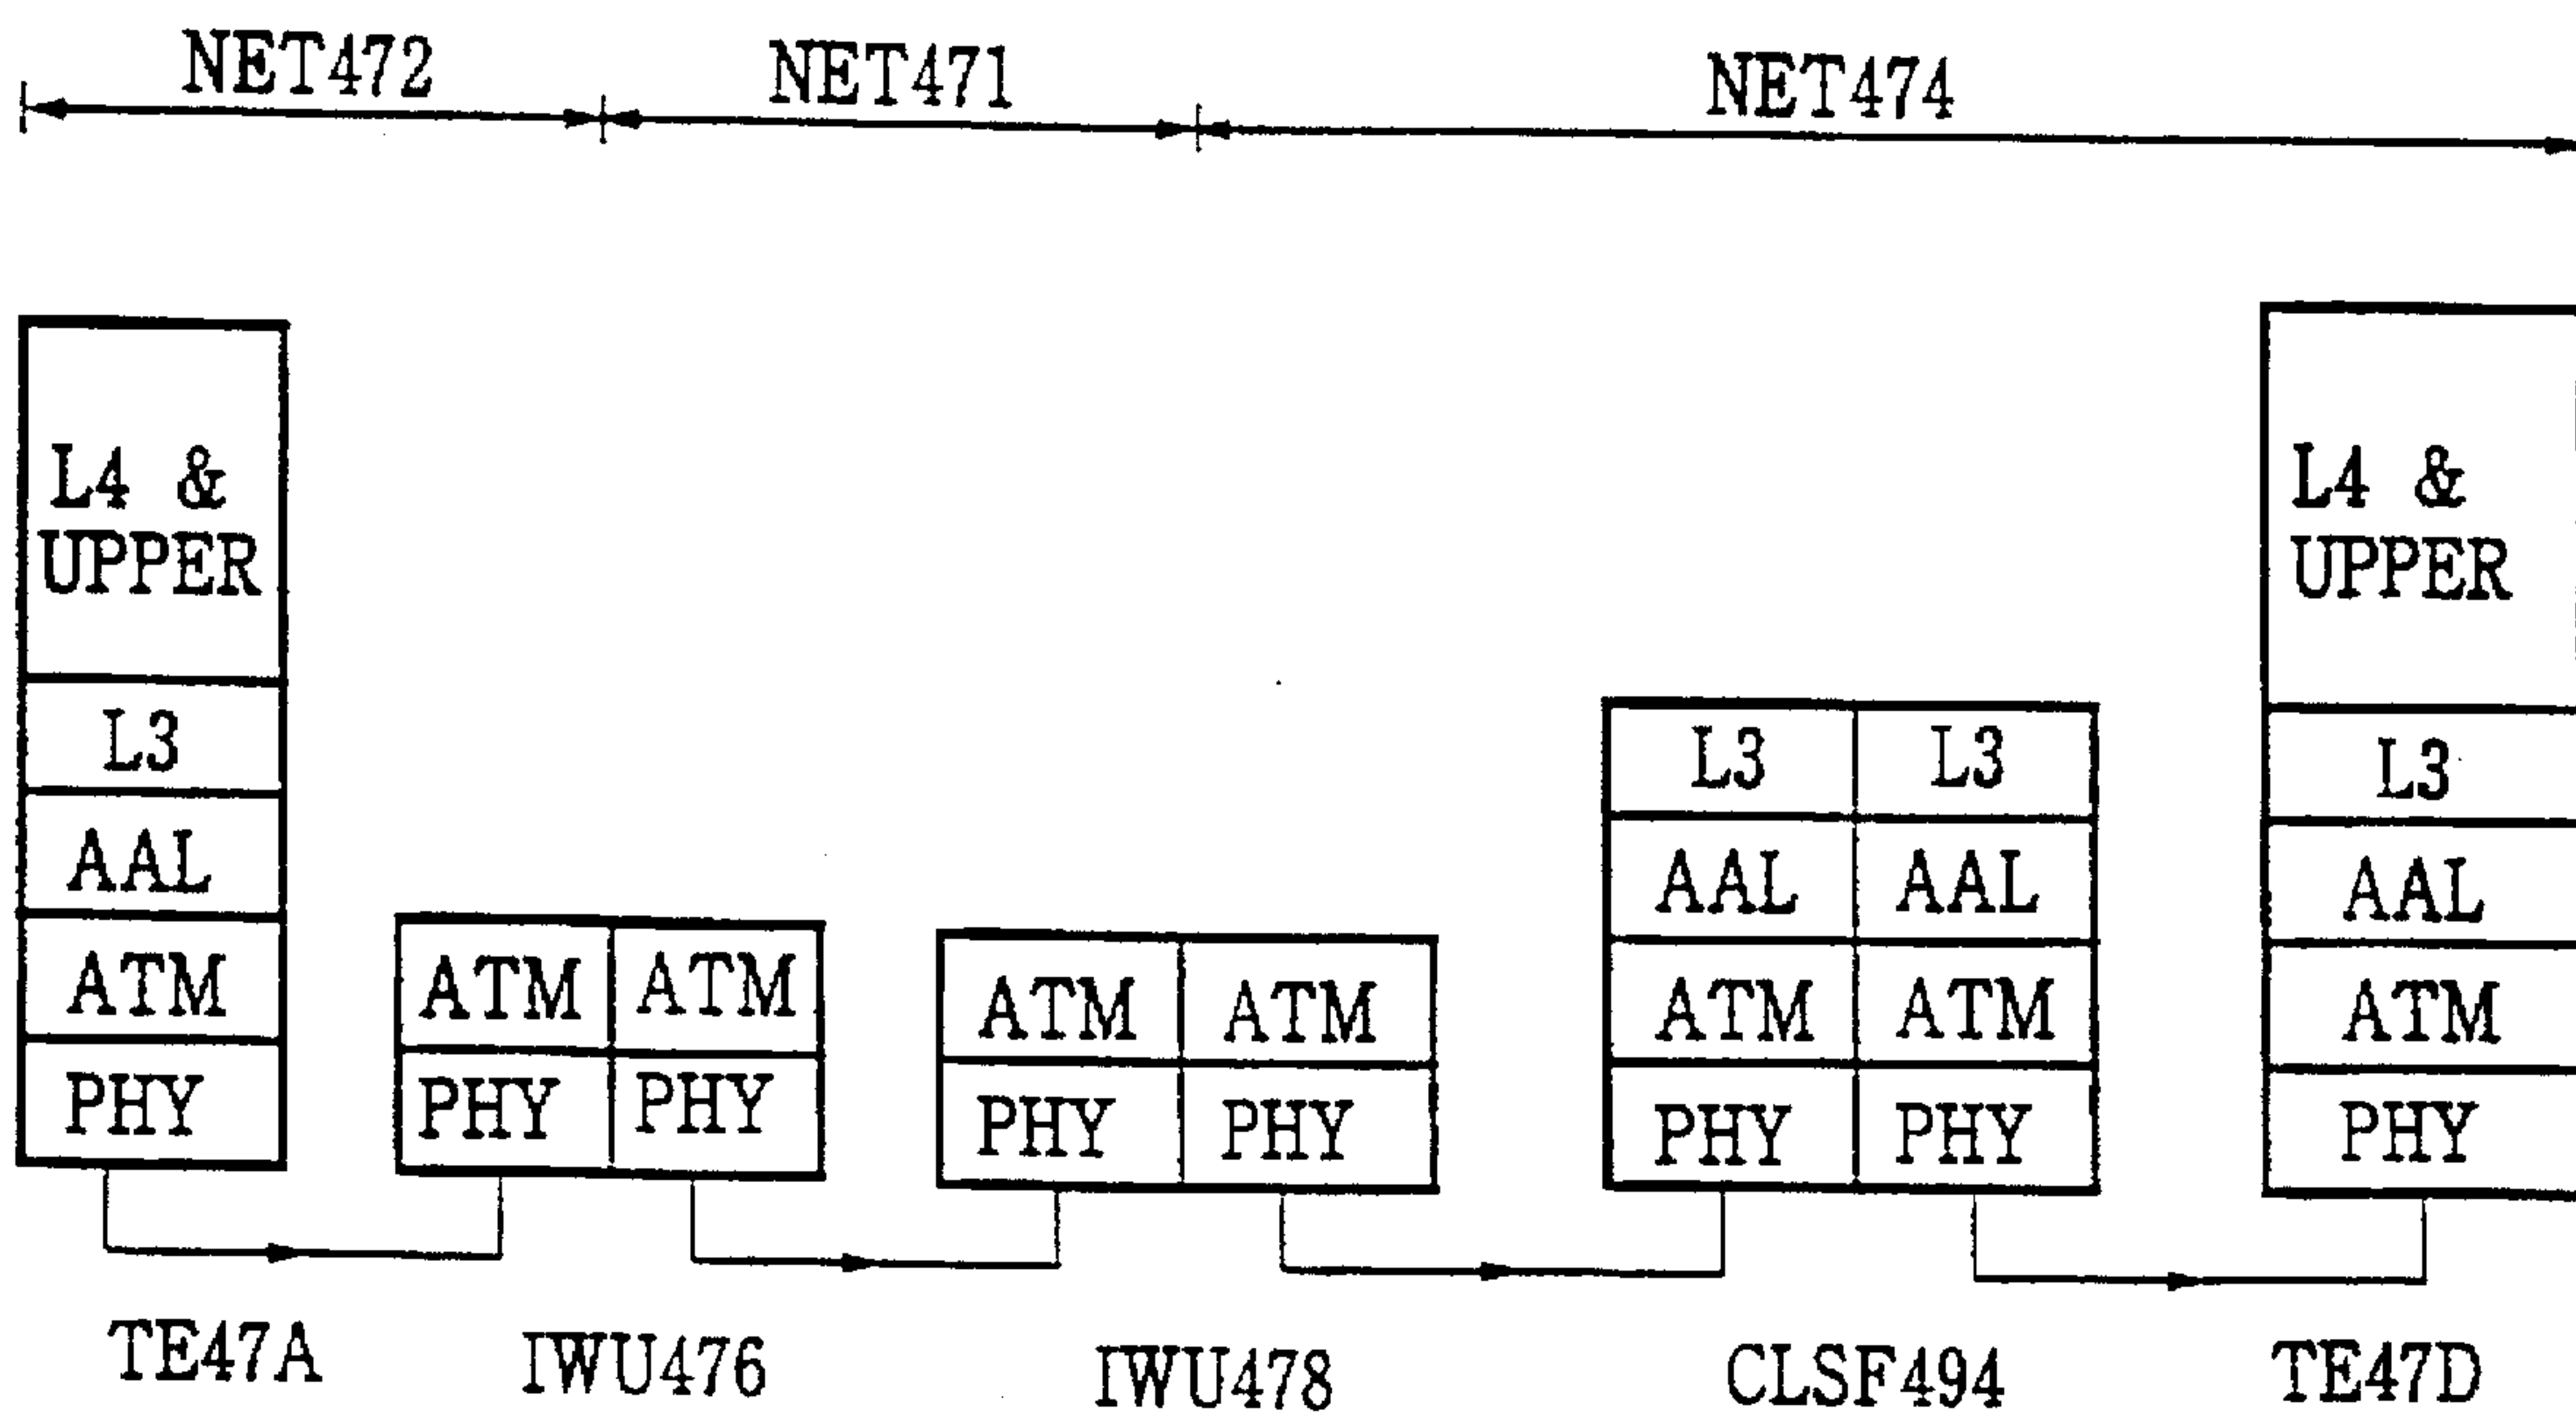 NET472 NET471 NET474
L4 &
UPPER
L3
AAL
ATM
PHY
ATM ATM
PHY PHY
ATM ATM
PHY PHY
L3 L3
AAL AAL
ATM ATM
PHY PHY
L4 &
UPPER
L3
AAL
ATM
PHY
TE47A IWU476 IWU478 CLSF494 TE47D